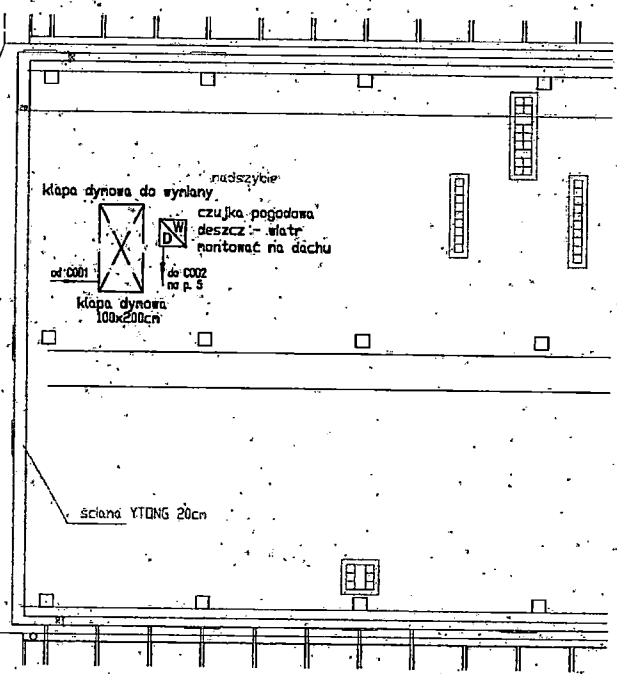 nadszybie
klapa dymowa do wymiany
czujka pogodowa
deszcz - wiatr
montować na dachu
W
D
od C001
do C002
na p. 5
klapa dymowa
100x200cm
ściana YTONG 20cm